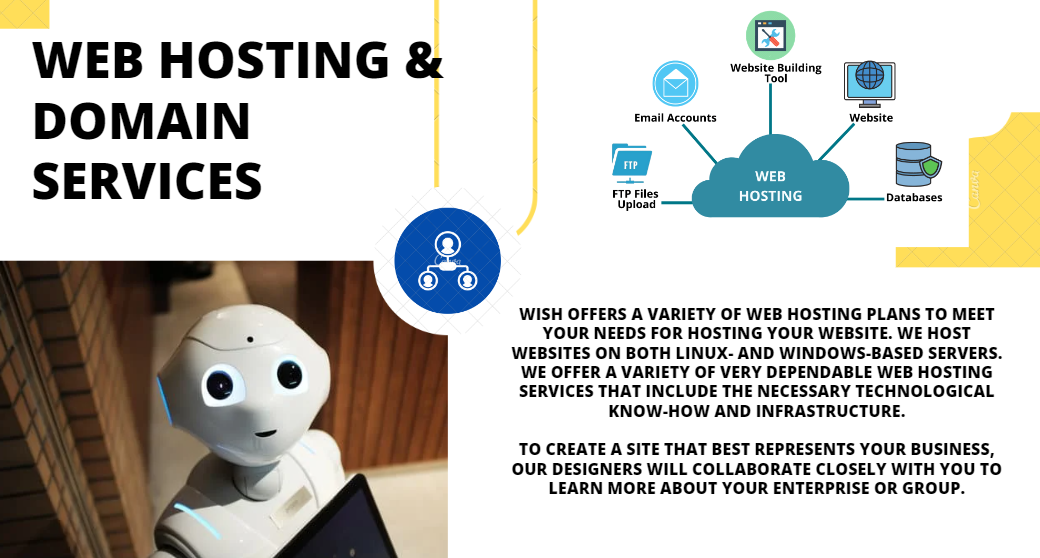 WEB HOSTING &
DOMAIN
SERVICES
Website Building
Tool
Email Accounts
Website
FTP
FTP Files
Upload
WEB
HOSTING
Databases
Canva
WISH OFFERS A VARIETY OF WEB HOSTING PLANS TO MEET
YOUR NEEDS FOR HOSTING YOUR WEBSITE. WE HOST
WEBSITES ON BOTH LINUX- AND WINDOWS-BASED SERVERS.
WE OFFER A VARIETY OF VERY DEPENDABLE WEB HOSTING
SERVICES THAT INCLUDE THE NECESSARY TECHNOLOGICAL
KNOW-HOW AND INFRASTRUCTURE.
TO CREATE A SITE THAT BEST REPRESENTS YOUR BUSINESS,
OUR DESIGNERS WILL COLLABORATE CLOSELY WITH YOU TO
LEARN MORE ABOUT YOUR ENTERPRISE OR GROUP.